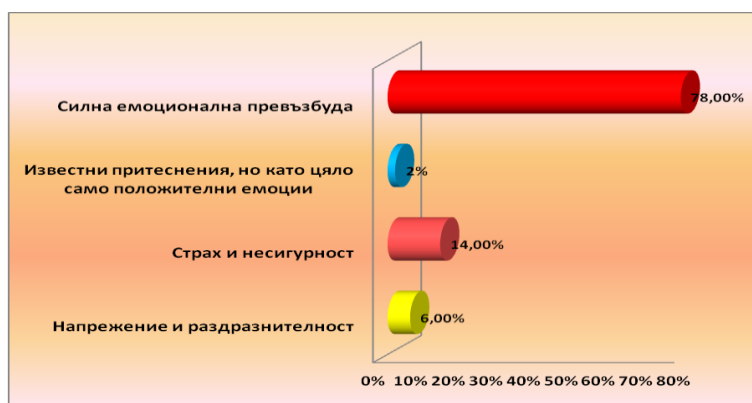 Силна емоционална превъзбуда
78,00%
Известни притеснения, но като цяло
само положителни емоции
2%
Страх и несигурност
14,00%
Напрежение и раздразнителност
6,00%
0% 10% 20% 30% 40% 50% 60% 70% 80%